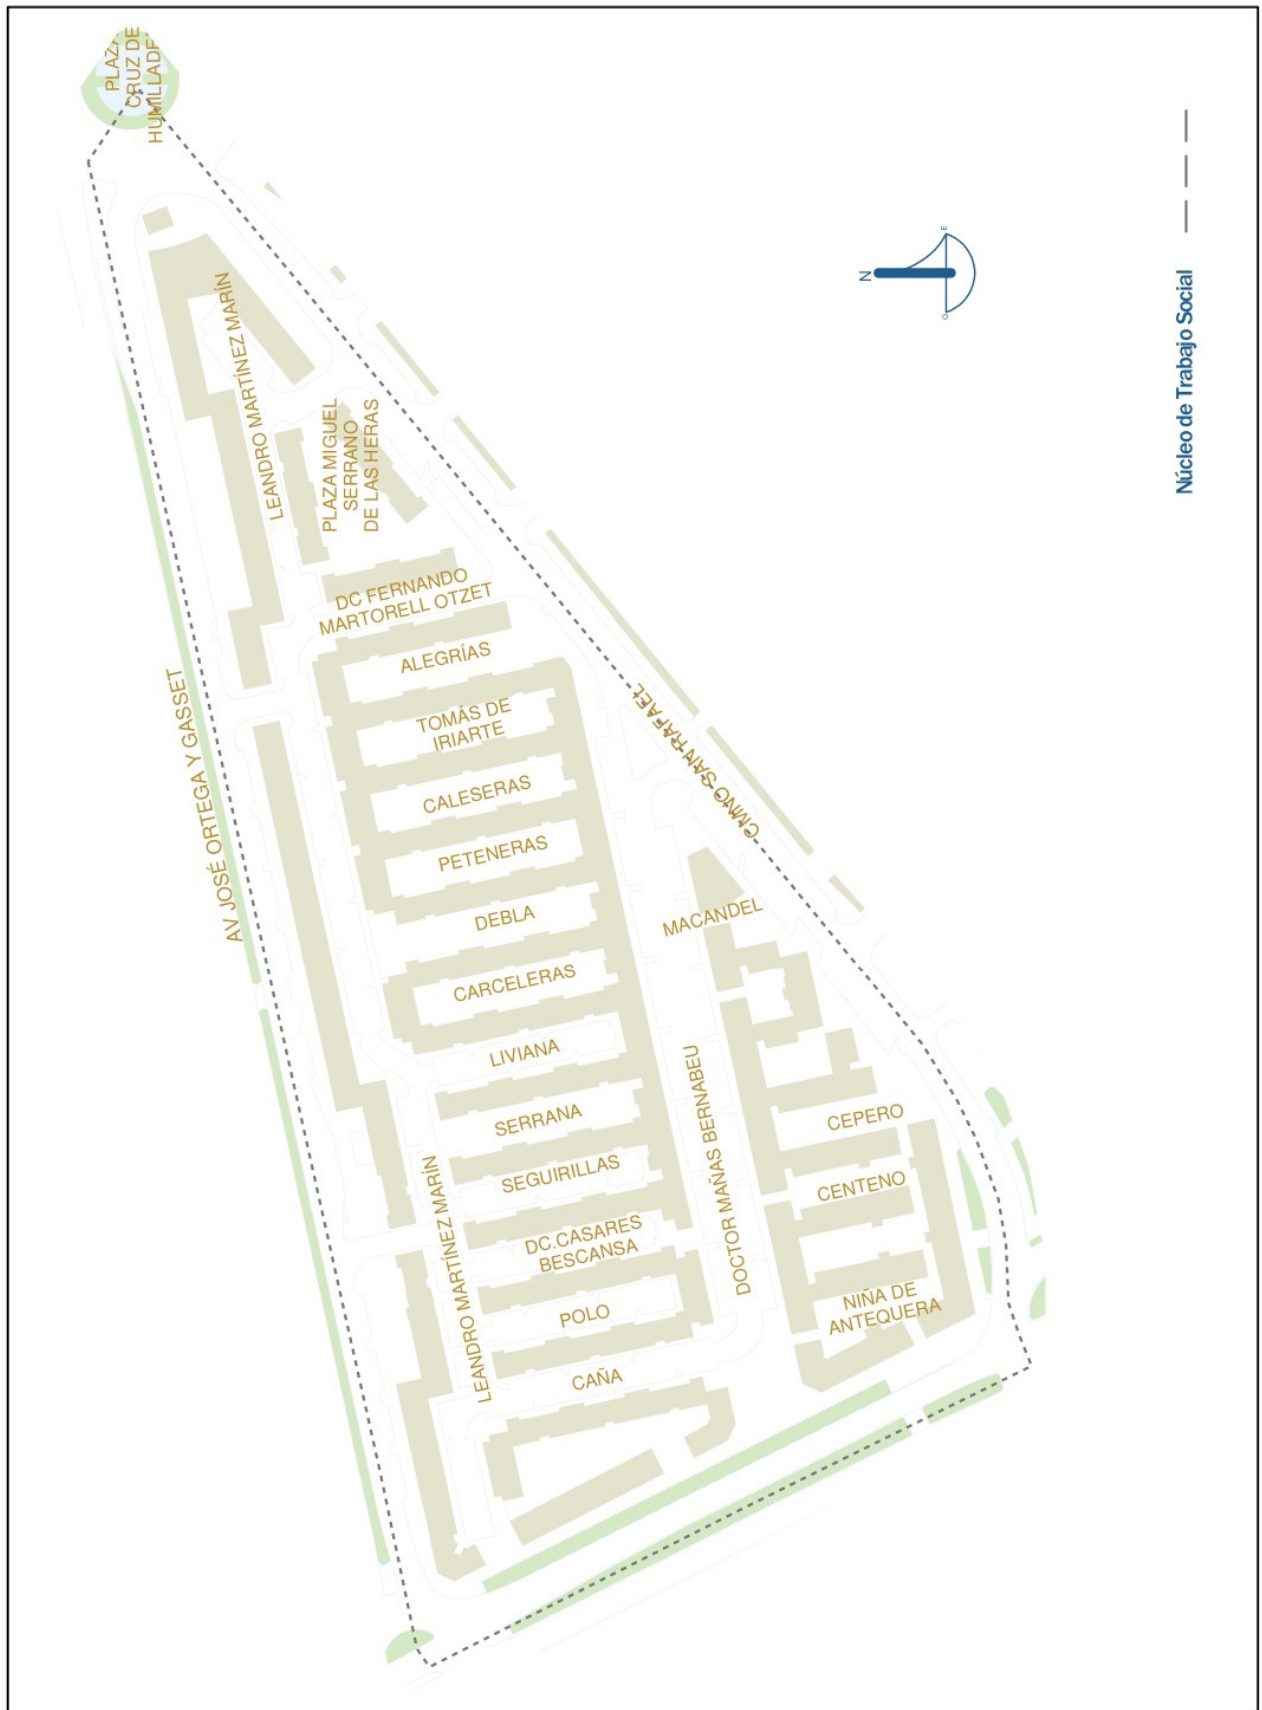 PLAZA
CRUZ DE
N
E
O
LEANDRO MARTÍNEZ MARÍN
PLAZA MIGUEL
SERRANO
DE LAS HERAS
Núcleo de Trabajo Social
DC FERNANDO
MARTORELL OTZET
ALEGRÍAS
AV JOSÉ ORTEGA Y GASSET
TOMÁS DE
IRIARTE
CMNO SAN RAFAEL
CALESERAS
PETENERAS
DEBLA
MACANDEL
CARCELERAS
LIVIANA
DOCTOR MAÑAS BERNABEU
SERRANA
CEPERO
SEGUIRILLAS
CENTENO
LEANDRO MARTÍNEZ MARÍN
DC.CASARES
BESCANSA
POLO
NIÑA DE
ANTEQUERA
CAÑA